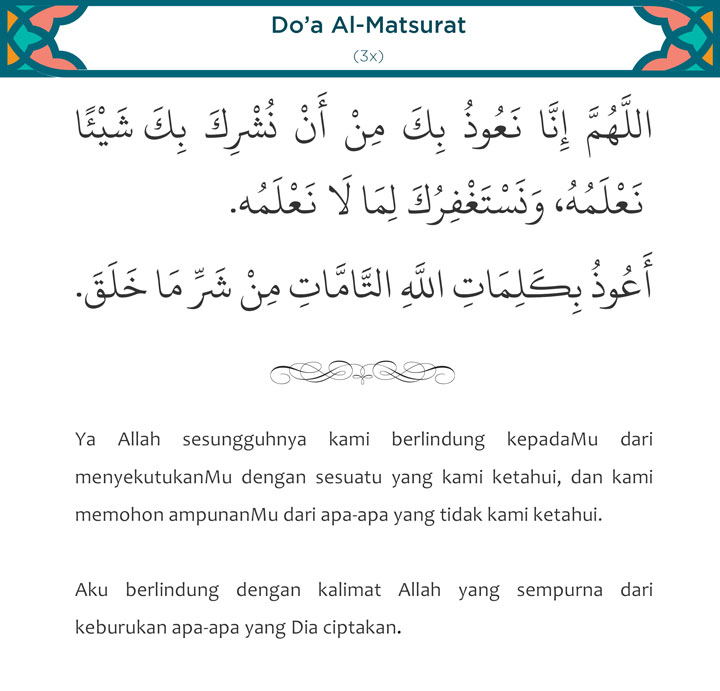 Do’a Al-Matsurat
(3x)
اللَّهُمَّ إِنَّا نَعُوذُ بِكَ مِنْ أَنْ نُشْرِكَ بِكَ شَيْئًا
نَعْلَمُهُ، وَنَسْتَغْفِرُكَ لِمَا لَا نَعْلَمُه.
أَعُوذُ بِكَلِمَاتِ اللَّهِ التَّامَّاتِ مِنْ شَرِّ مَا خَلَقَ.
Ya Allah sesungguhnya kami berlindung kepadaMu dari
menyekutukanMu dengan sesuatu yang kami ketahui, dan kami
memohon ampunanMu dari apa-apa yang tidak kami ketahui.
Aku berlindung dengan kalimat Allah yang sempurna dari
keburukan apa-apa yang Dia ciptakan.